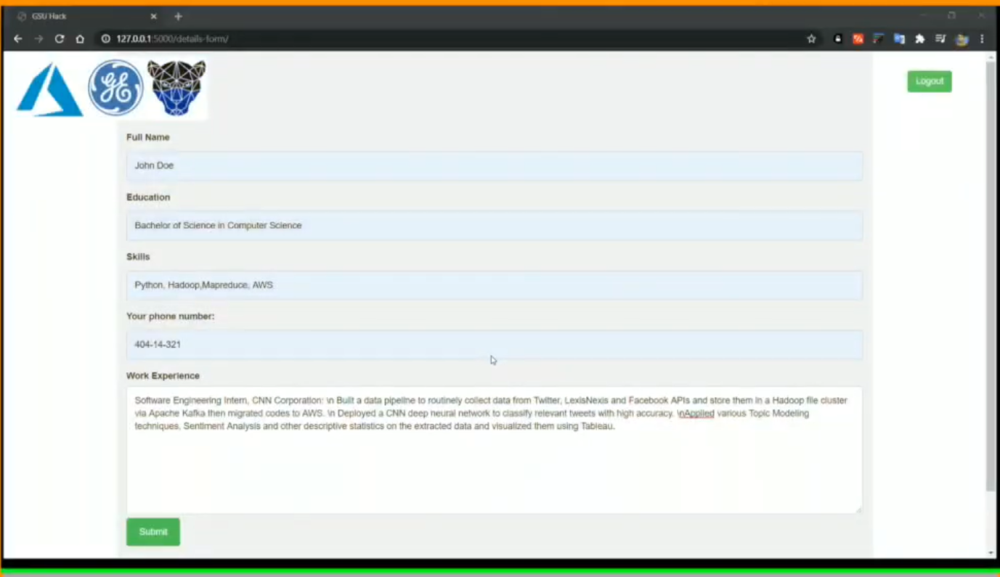 GSU Hack
127.0.0.1:5000/details-form/
GE
Logout
Full Name
John Doe
Education
Bachelor of Science in Computer Science
Skills
Python, Hadoop,Mapreduce, AWS
Your phone number:
404-14-321
Work Experience
Software Engineering Intern, CNN Corporation: \n Built a data pipeline to routinely collect data from Twitter, LexisNexis and Facebook APIs and store them in a Hadoop file cluster
via Apache Kafka then migrated codes to AWS. \n Deployed a CNN deep neural network to classify relevant tweets with high accuracy. \nApplied various Topic Modeling
techniques, Sentiment Analysis and other descriptive statistics on the extracted data and visualized them using Tableau.
Submit